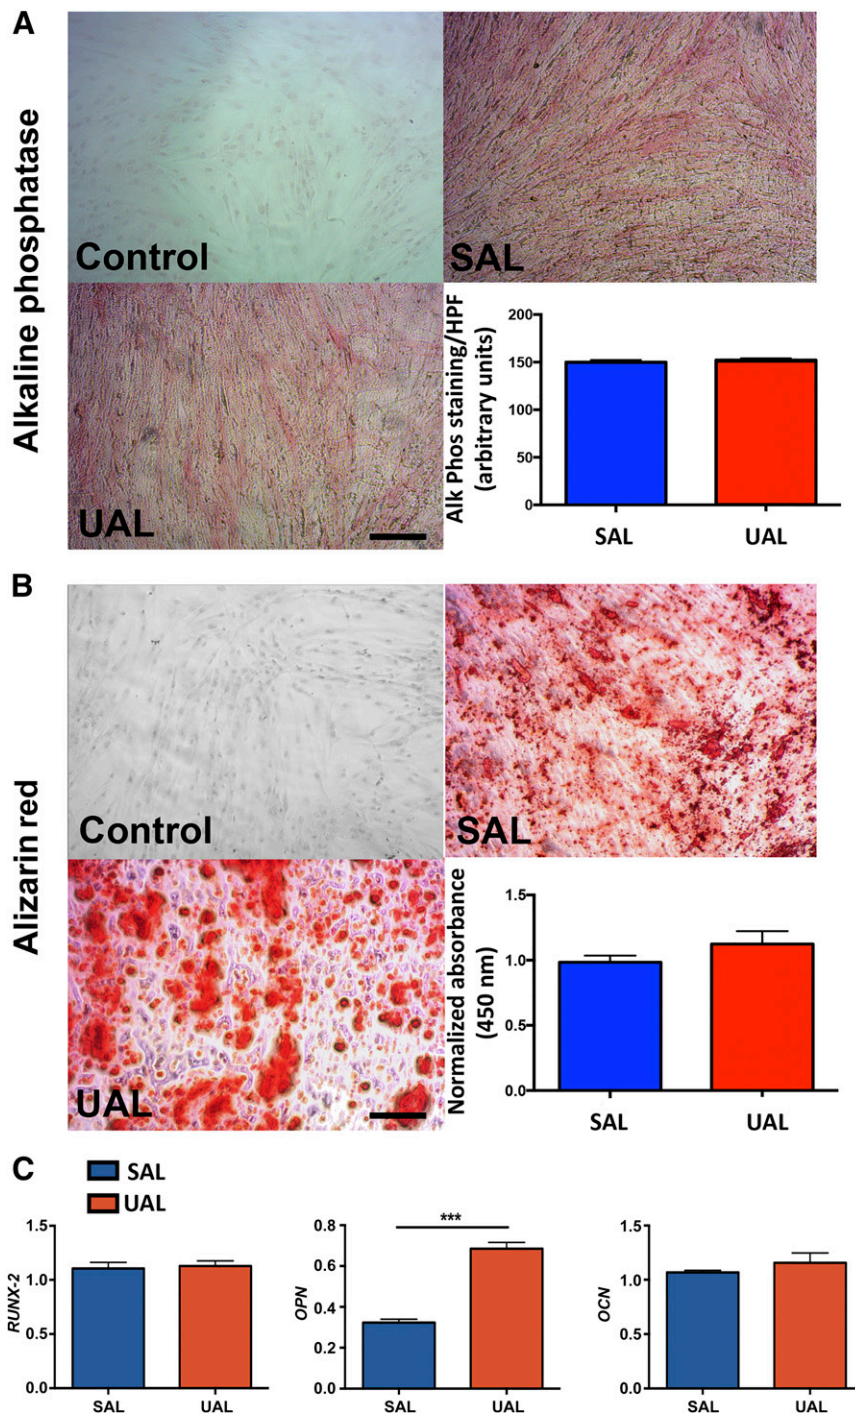 A
Alkaline phosphatase
Control
SAL
UAL
Alk Phos staining/HPF
(arbitrary units)
200
150
100
50
0
SAL UAL
B
Alizarin red
Control
SAL
UAL
Normalized absorbance
(450 nm)
1.5
1.0
0.5
0.0
SAL UAL
C
SAL
UAL
RUNX-2
1.5
1.0
0.5
0.0
SAL UAL
OPN
0.8
0.6
0.4
0.2
0.0
***
SAL UAL
OCN
1.5
1.0
0.5
0.0
SAL UAL